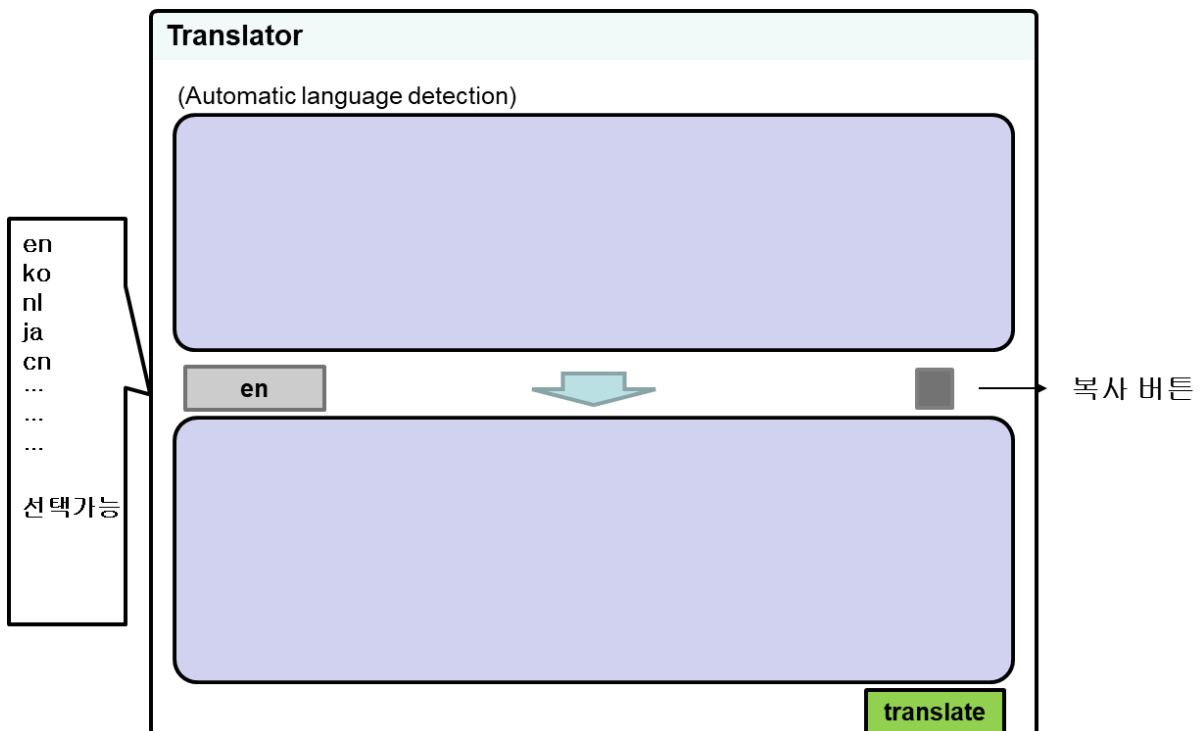 Translator
(Automatic language detection)
en
ko
nl
ja
cn
...
...
...
선택가능
en
복사 버튼
translate